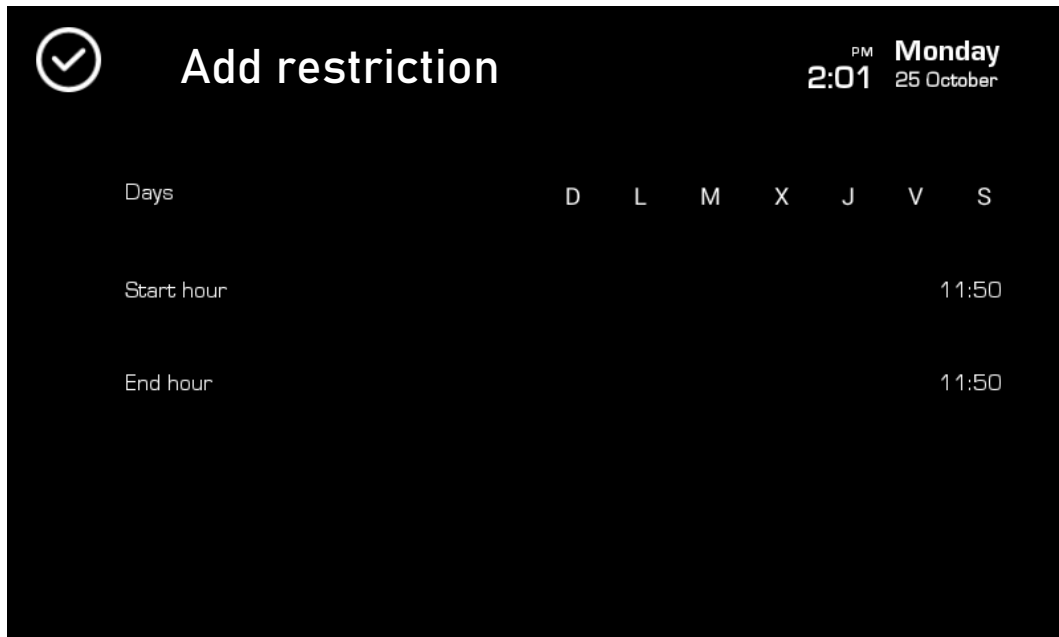 Add restriction
PM
2:01
Monday
25 October
Days D L M X J V S
Start hour 11:50
End hour 11:50